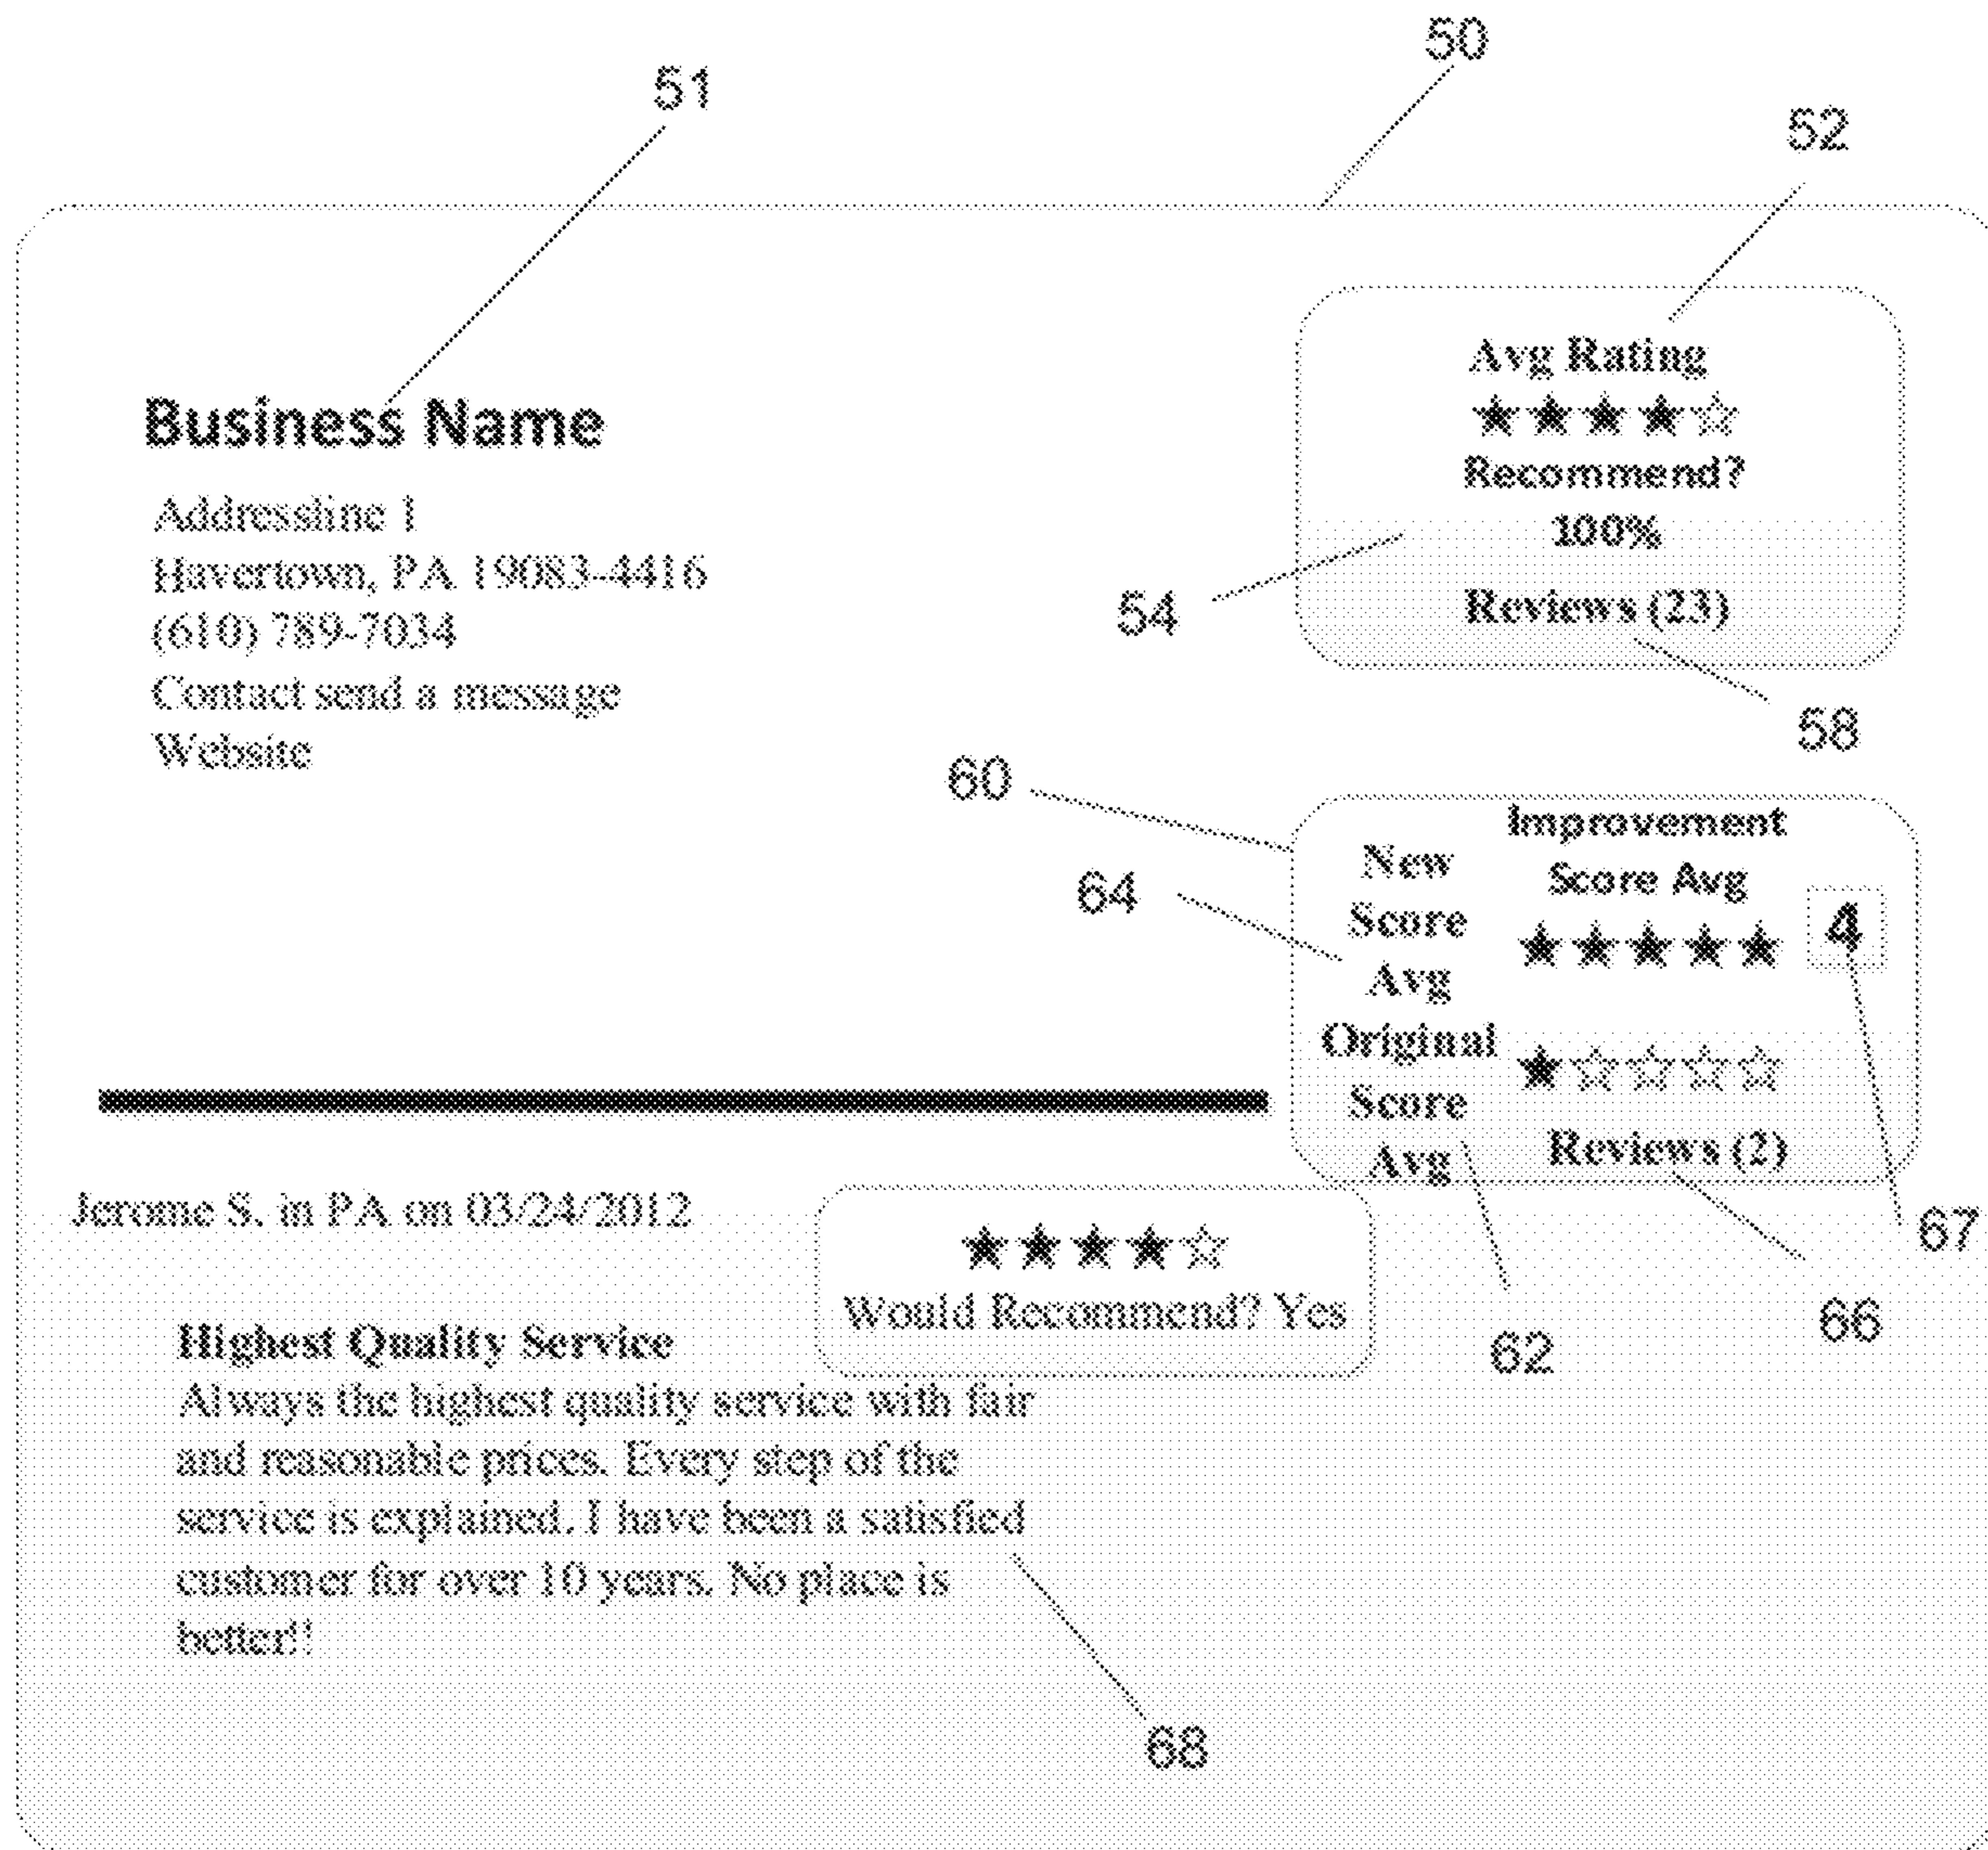 50
51
52
Avg Rating
★★★★☆
Recommend?
100%
Reviews (23)
54
58
Business Name
Addressline 1
Havertown, PA 19083-4416
(610) 789-7034
Contact send a message
Website
60
64
Improvement
Score Avg
New
Score
Avg
★★★★★
4
Original
Score
Avg
★☆☆☆☆
Reviews (2)
67
66
62
Jerome S. in PA on 03/24/2012
★★★★☆
Would Recommend? Yes
Highest Quality Service
Always the highest quality service with fair
and reasonable prices. Every step of the
service is explained. I have been a satisfied
customer for over 10 years. No place is
better!!
68